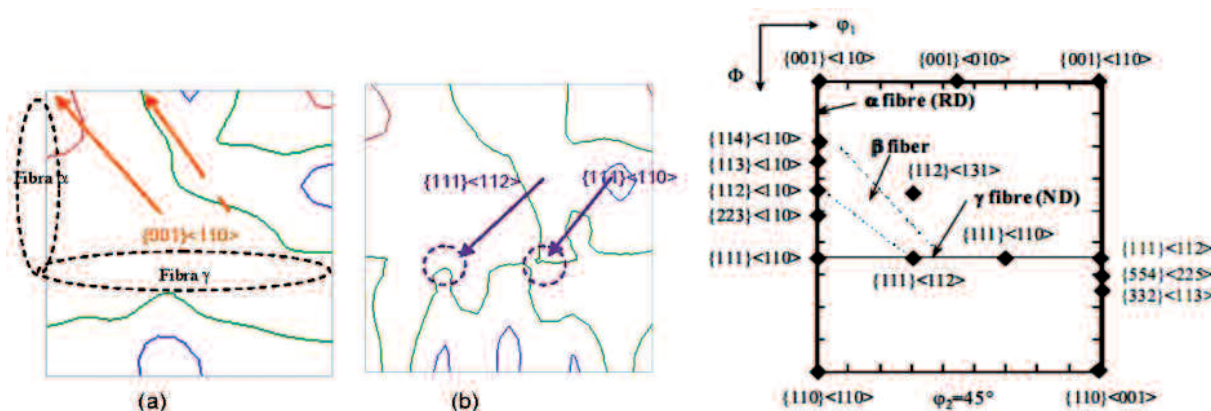 Fibra α
{001}<110>
Fibra γ
(a)
{111}<112>
{111}<110>
(b)
φ₁
Φ
{001}<110>
{001}<010>
{001}<110>
α fibre (RD)
{114}<110>
{113}<110>
{112}<110>
{223}<110>
{111}<110>
β fiber
{112}<131>
γ fibre (ND)
{111}<110>
{111}<112>
{111}<112>
{554}<225>
{332}<113>
{110}<110>
φ₂=45°
{110}<001>